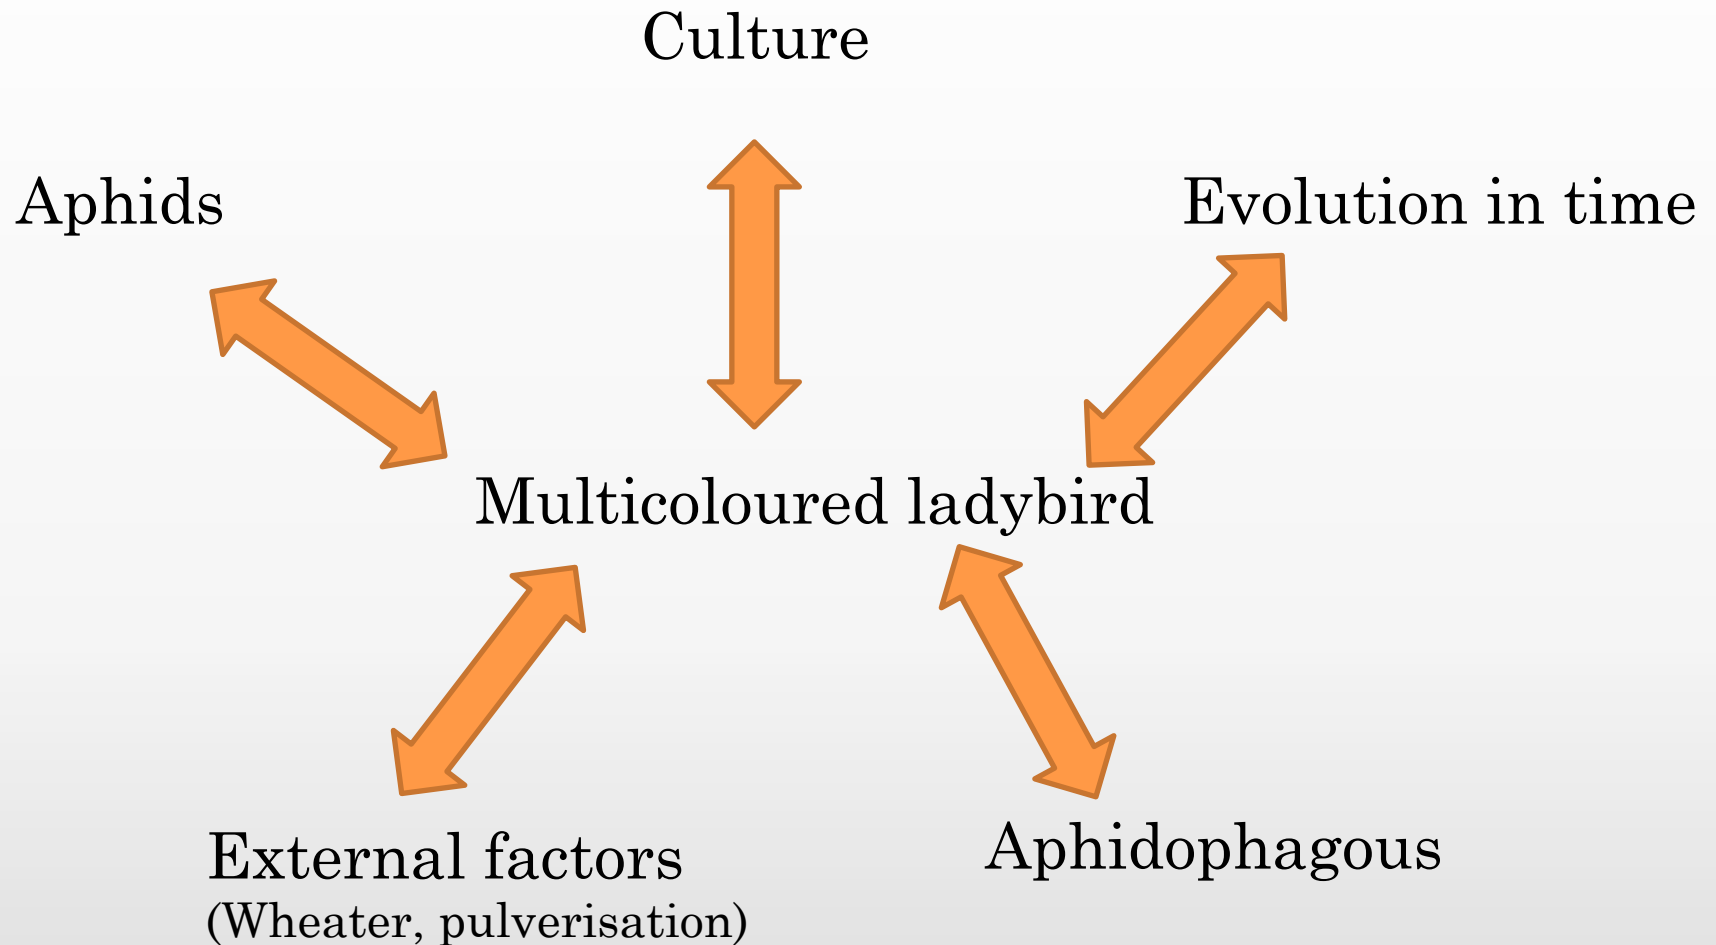 Culture
Aphids
Evolution in time
Multicoloured ladybird
External factors
(Wheater, pulverisation)
Aphidophagous